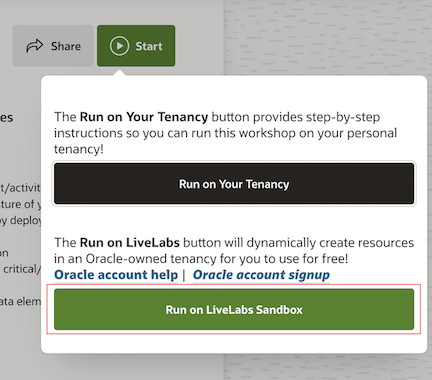 Share
Start
es
The Run on Your Tenancy button provides step-by-step
instructions so you can run this workshop on your personal
tenancy!
t/activit
Run on Your Tenancy
ture of y
by deploy
The Run on LiveLabs button will dynamically create resources
on
in an Oracle-owned tenancy for you to use for free!
critical/
Oracle account help | Oracle account signup
ata elem
Run on LiveLabs Sandbox